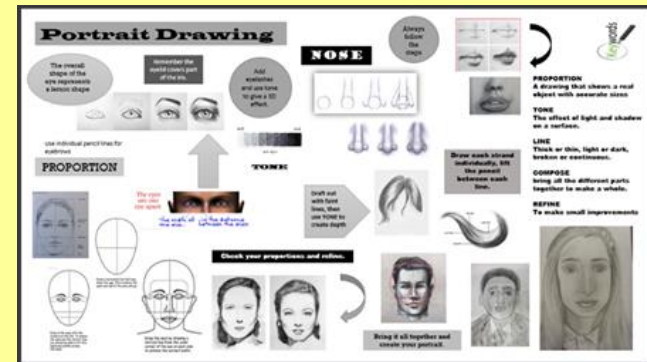 Portrait Drawing
The overall
shape of the
eye represents
a lemon shape
Remember the
eyelid covers part
of the iris.
Add
eyelashes
and use tone
to give a 3D
effect.
NOSE
Always
follow
the
steps
keywords
PROPORTION
A drawing that shows a real
object with accurate sizes
TONE
The effect of light and shadow
on a surface.
LINE
Thick or thin, light or dark,
broken or continuous.
COMPOSE
bring all the different parts
together to make a whole.
REFINE
To make small improvements
use individual pencil lines for
eyebrows
PROPORTION
TONE
The eyes
are one
eye apart
Draft out
with faint
lines, then
use TONE to
create depth
Draw each strand
individually, lift
the pencil
between each
line.
Check your proportions and refine.
Bring it all together and
create your portrait.